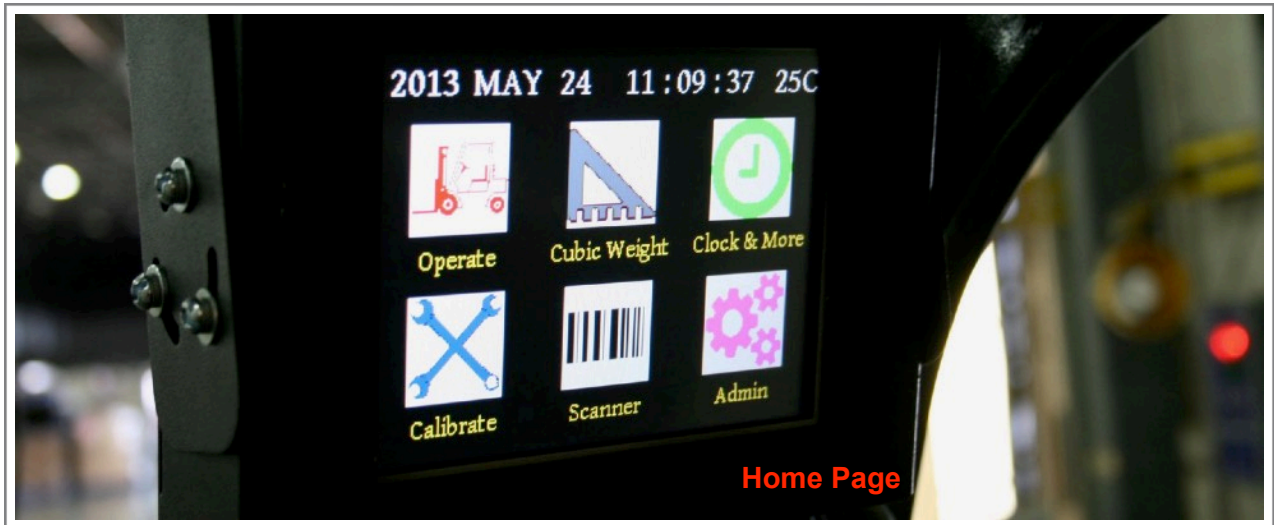 2013 MAY 24 11:09:37 25C
Operate Cubic Weight Clock & More
Calibrate Scanner Admin
Home Page